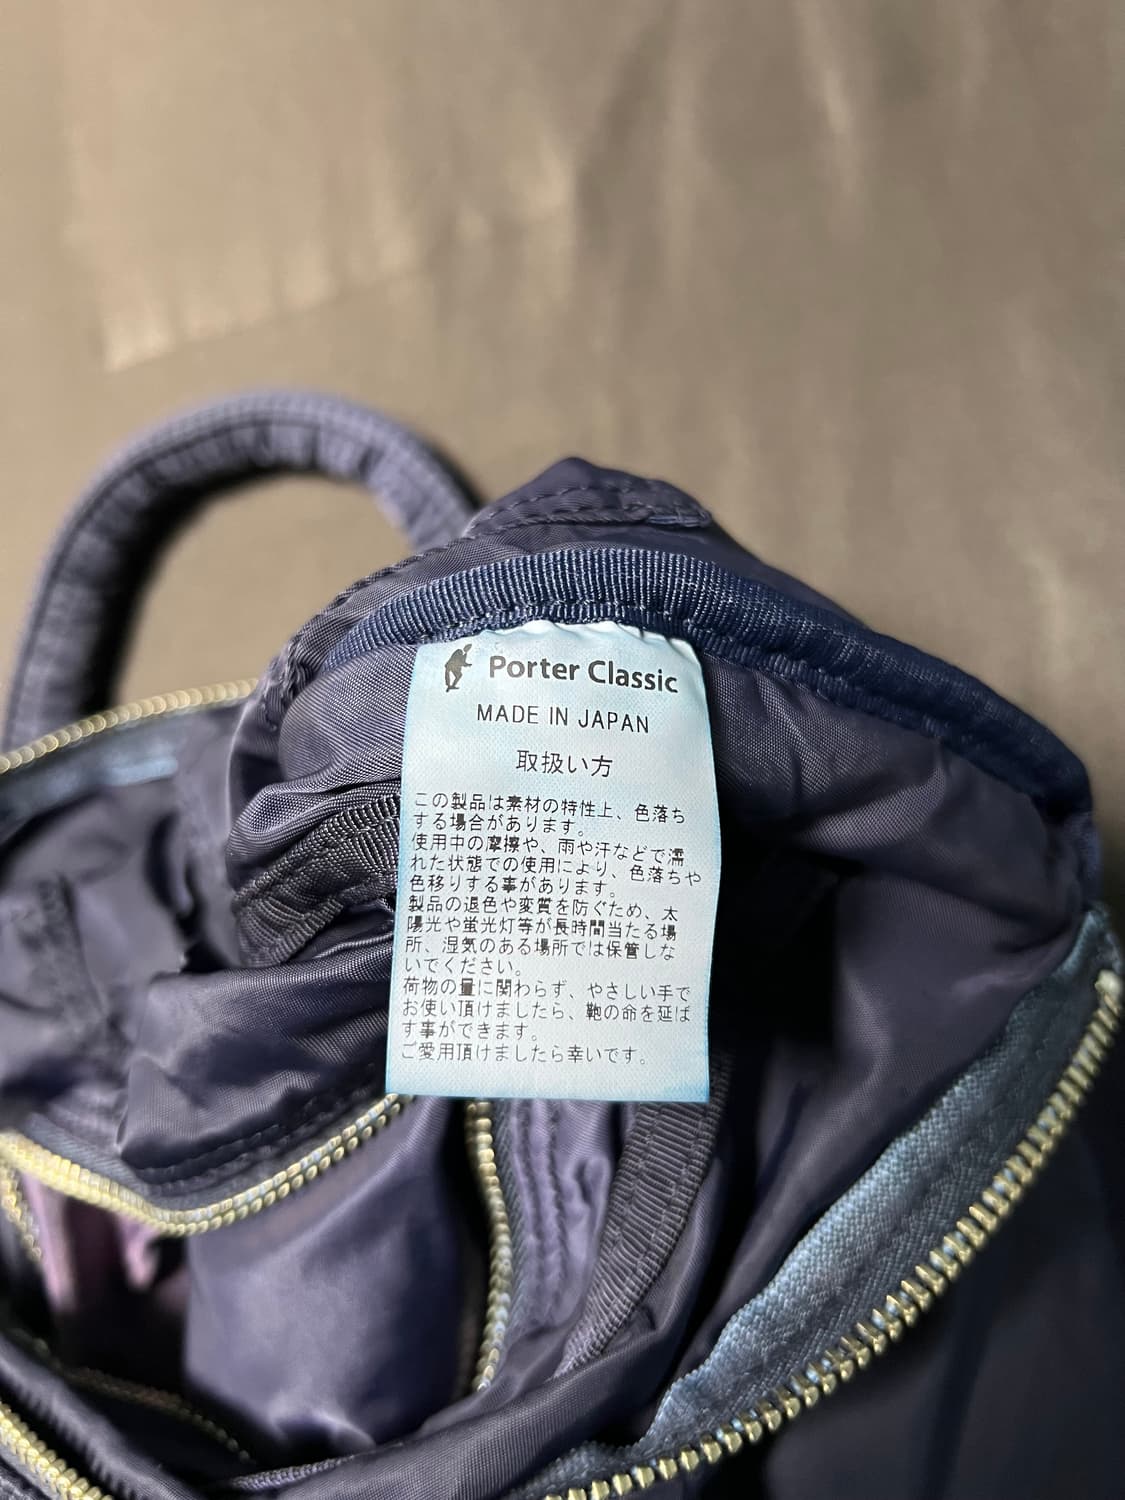 Porter Classic
MADE IN JAPAN
取扱い方
この製品は素材の特性上、色落ち
する場合があります。
使用中の摩擦や、雨や汗などで濡
れた状態での使用により、色落ちや
色移りする事があります。
製品の退色や変質を防ぐため、太
陽光や蛍光灯等が長時間当たる場
所、湿気のある場所では保管しな
いでください。
荷物の量に関わらず、やさしい手で
お使い頂けましたら、鞄の命を延ば
す事ができます。
ご愛用頂けましたら幸いです。